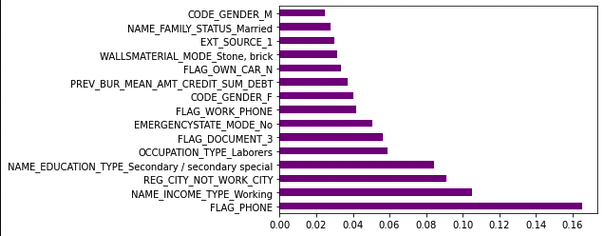 CODE_GENDER_M
NAME_FAMILY_STATUS_Married
EXT_SOURCE_1
WALLSMATERIAL_MODE_Stone, brick
FLAG_OWN_CAR_N
PREV_BUR_MEAN_AMT_CREDIT_SUM_DEBT
CODE_GENDER_F
FLAG_WORK_PHONE
EMERGENCYSTATE_MODE_No
FLAG_DOCUMENT_3
OCCUPATION_TYPE_Laborers
NAME_EDUCATION_TYPE_Secondary / secondary special
REG_CITY_NOT_WORK_CITY
NAME_INCOME_TYPE_Working
FLAG_PHONE
0.00 0.02 0.04 0.06 0.08 0.10 0.12 0.14 0.16